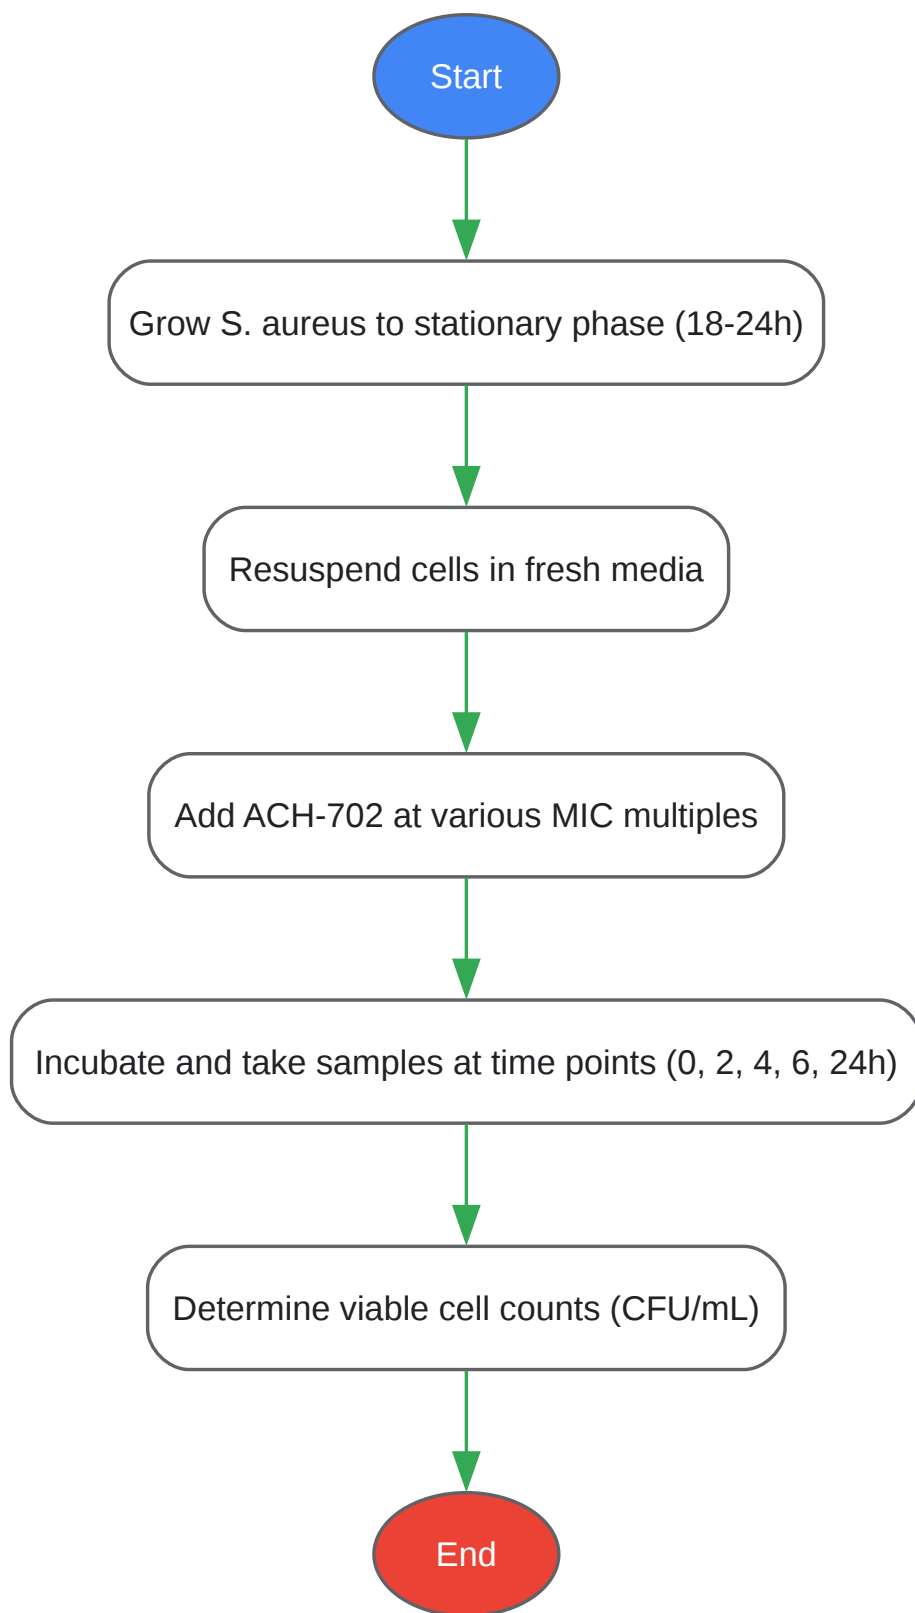 Start
Grow S. aureus to stationary phase (18-24h)
Resuspend cells in fresh media
Add ACH-702 at various MIC multiples
Incubate and take samples at time points (0, 2, 4, 6, 24h)
Determine viable cell counts (CFU/mL)
End